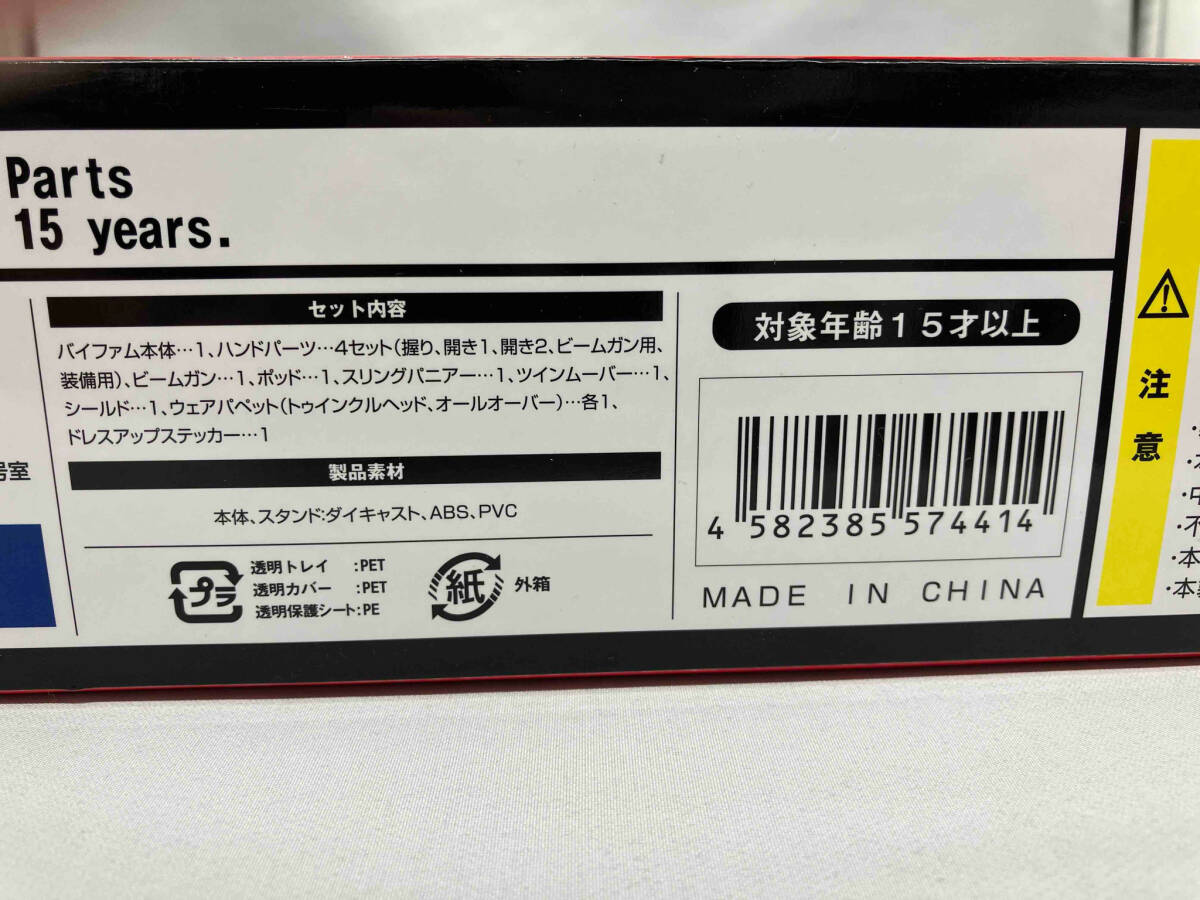 Parts
15 years.
号室
セット内容
バイファム本体…1、ハンドパーツ…4セット(握り、開き1、開き2、ビームガン用、
装備用)、ビームガン…1、ポッド…1、スリングパニアー…1、ツインムーバー…1、
シールド…1、ウェアパペット(トゥインクルヘッド、オールオーバー)…各1、
ドレスアップステッカー…1
製品素材
本体、スタンド:ダイキャスト、ABS、PVC
プラ
透明トレイ :PET
透明カバー :PET
透明保護シート:PE
紙
外箱
対象年齢15才以上
4 582385 574414
MADE IN CHINA
注意
・不
・本